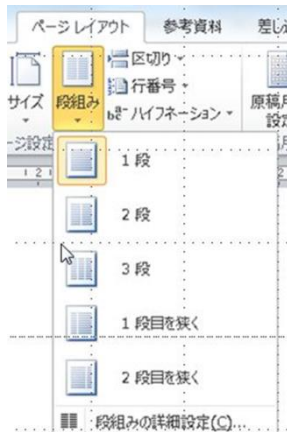 ページ レイアウト 参考資料 差し
サイズ 段組み 区切り
行番号
ハイフネーション
原稿用
設定
ページ設定
1 段
2 段
3 段
1 段目を狭く
2 段目を狭く
段組みの詳細設定(C)...